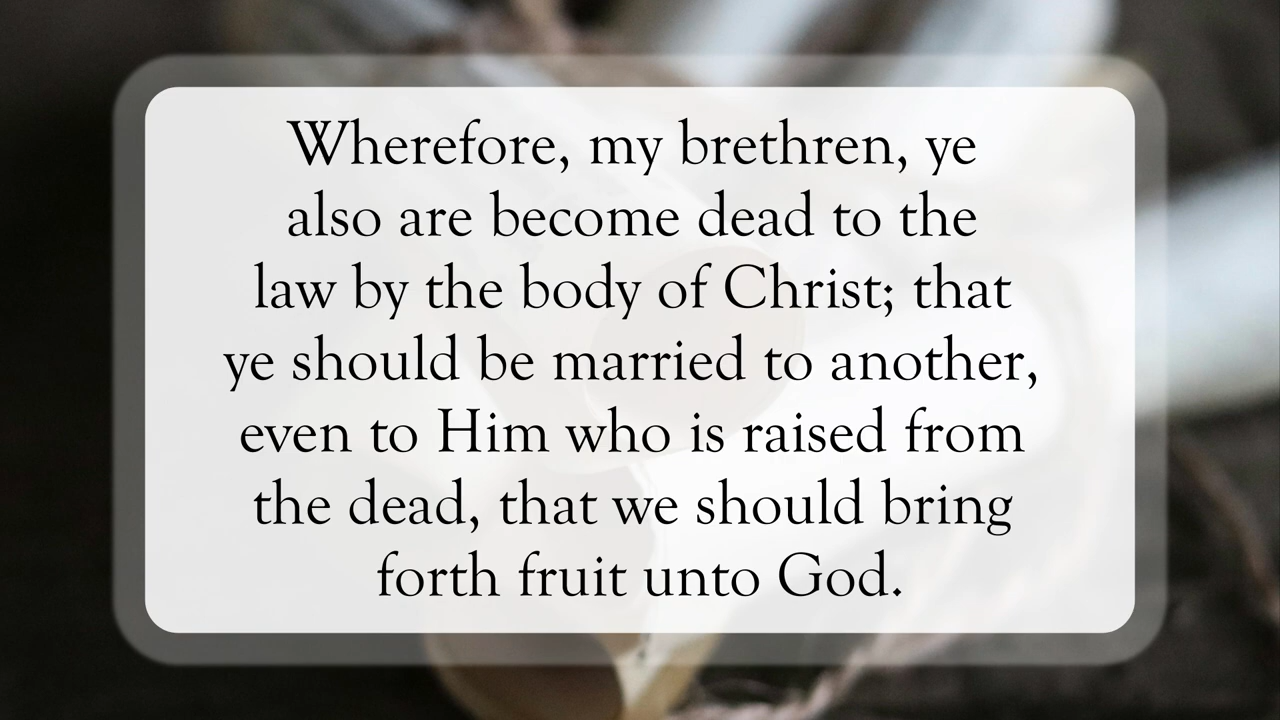 Wherefore, my brethren, ye
also are become dead to the
law by the body of Christ; that
ye should be married to another,
even to Him who is raised from
the dead, that we should bring
forth fruit unto God.